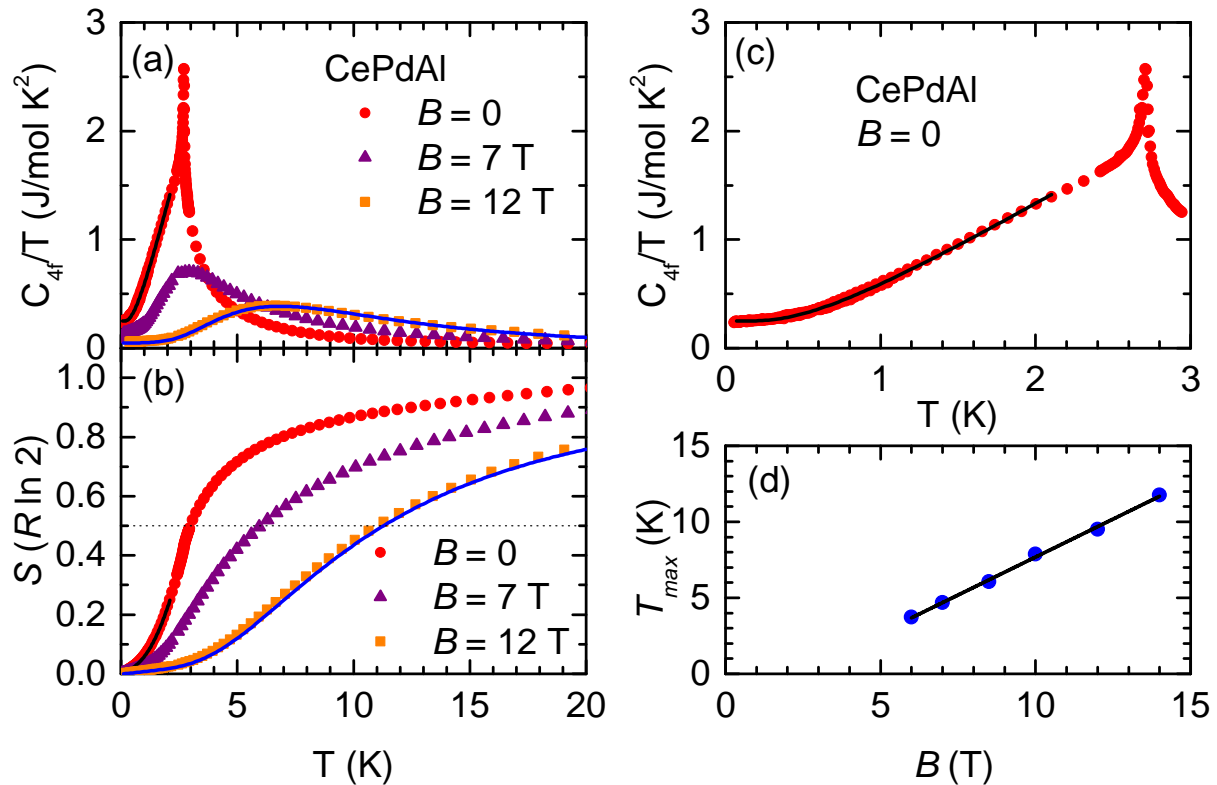 (a)
CePdAl
B = 0
B = 7 T
B = 12 T
C4f/T (J/mol K²)
3
2
1
0
(b)
B = 0
B = 7 T
B = 12 T
S (R ln 2)
1.0
0.8
0.6
0.4
0.2
0.0
0 5 10 15 20
T (K)
(c)
CePdAl
B = 0
C4f/T (J/mol K²)
3
2
1
0
0 1 2 3
T (K)
(d)
Tmax (K)
15
10
5
0
0 5 10 15
B (T)